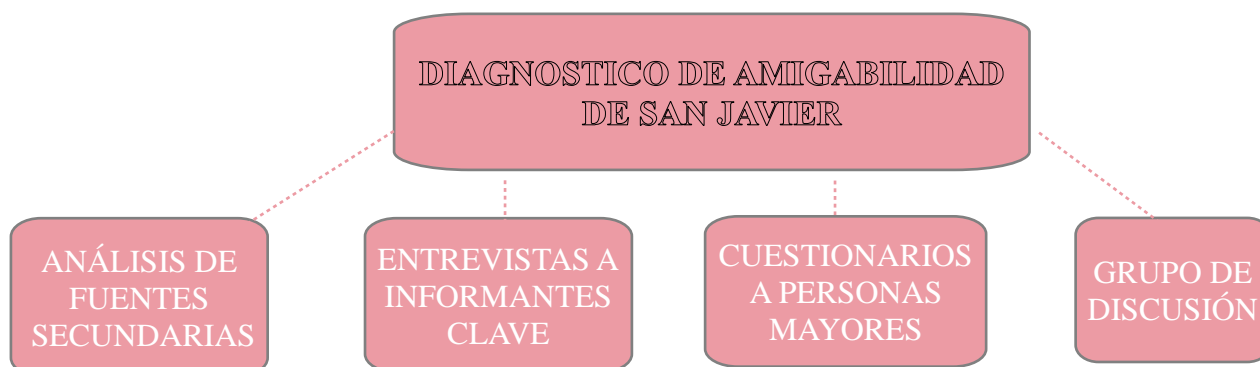 DIAGNOSTICO DE AMIGABILIDAD
DE SAN JAVIER
ANÁLISIS DE
FUENTES
SECUNDARIAS
ENTREVISTAS A
INFORMANTES
CLAVE
CUESTIONARIOS
A PERSONAS
MAYORES
GRUPO DE
DISCUSIÓN